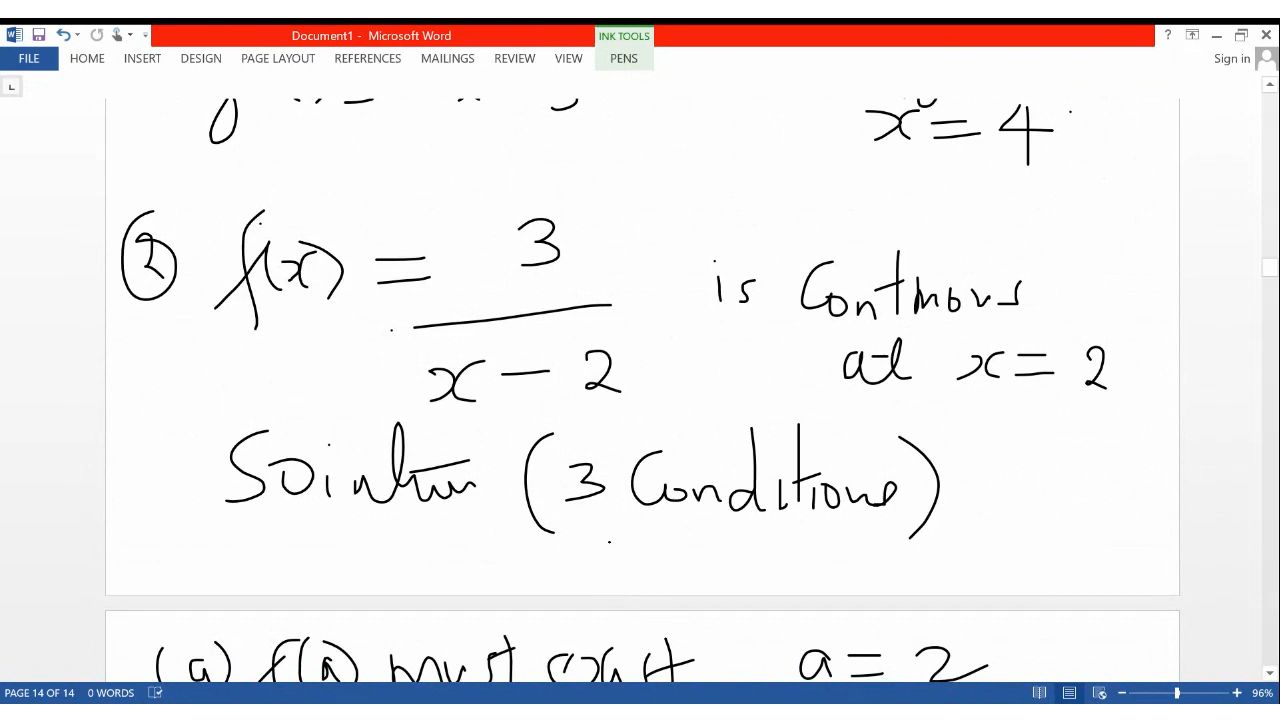 Document1 - Microsoft Word
INK TOOLS
Sign in
FILE HOME INSERT DESIGN PAGE LAYOUT REFERENCES MAILINGS REVIEW VIEW PENS
x = 4
② f(x) = 3 / x - 2 is Continous
at x = 2
Solution (3 Conditions)
(a) f(a) must exist a = 2
PAGE 14 OF 14 0 WORDS
96%